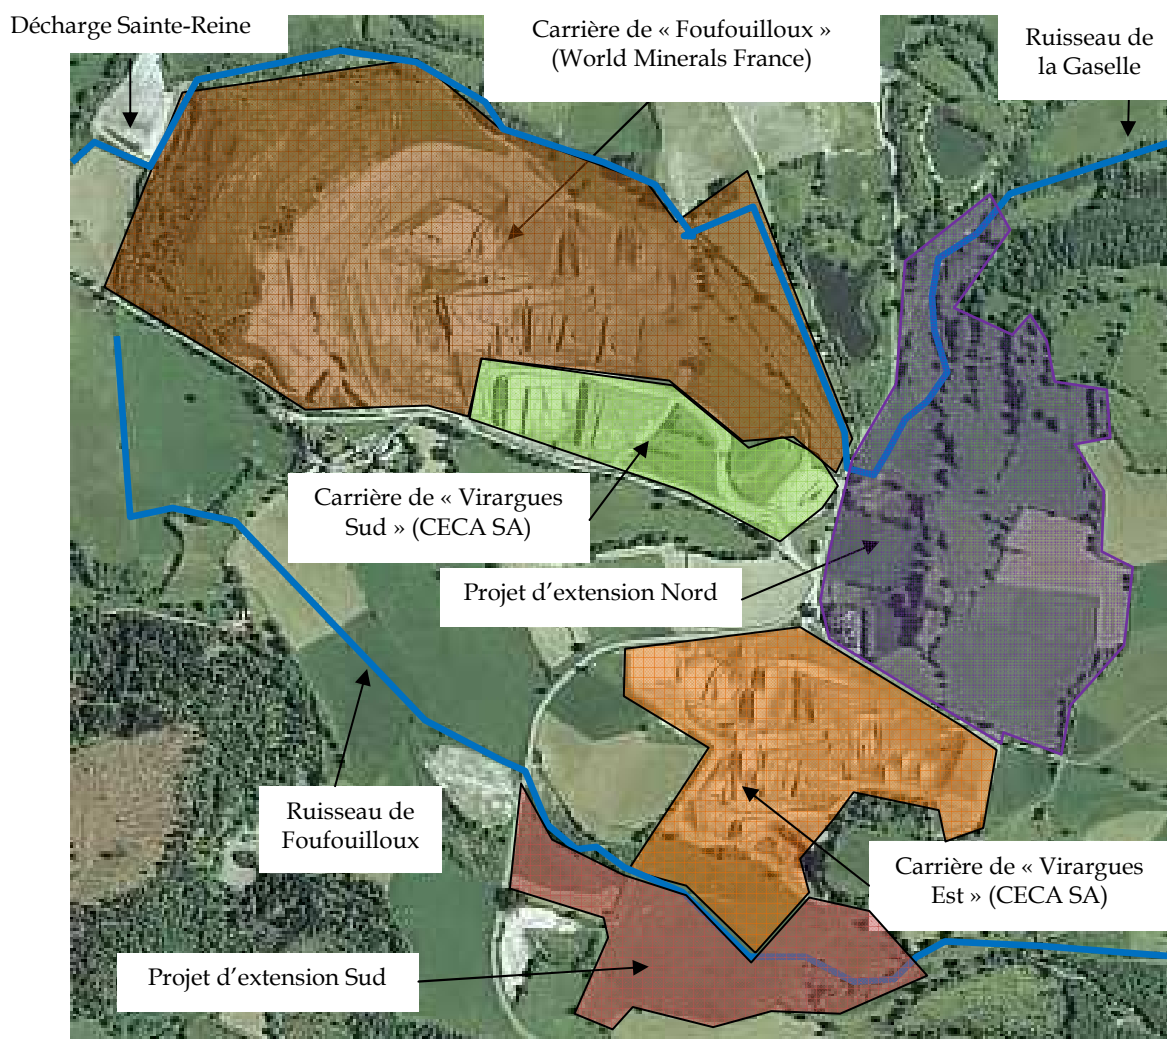 Décharge Sainte-Reine
Carrière de « Foufouilloux »
(World Minerals France)
Ruisseau de
la Gaselle
Carrière de « Virargues
Sud » (CECA SA)
Projet d’extension Nord
Ruisseau de
Foufouilloux
Carrière de « Virargues
Est » (CECA SA)
Projet d’extension Sud